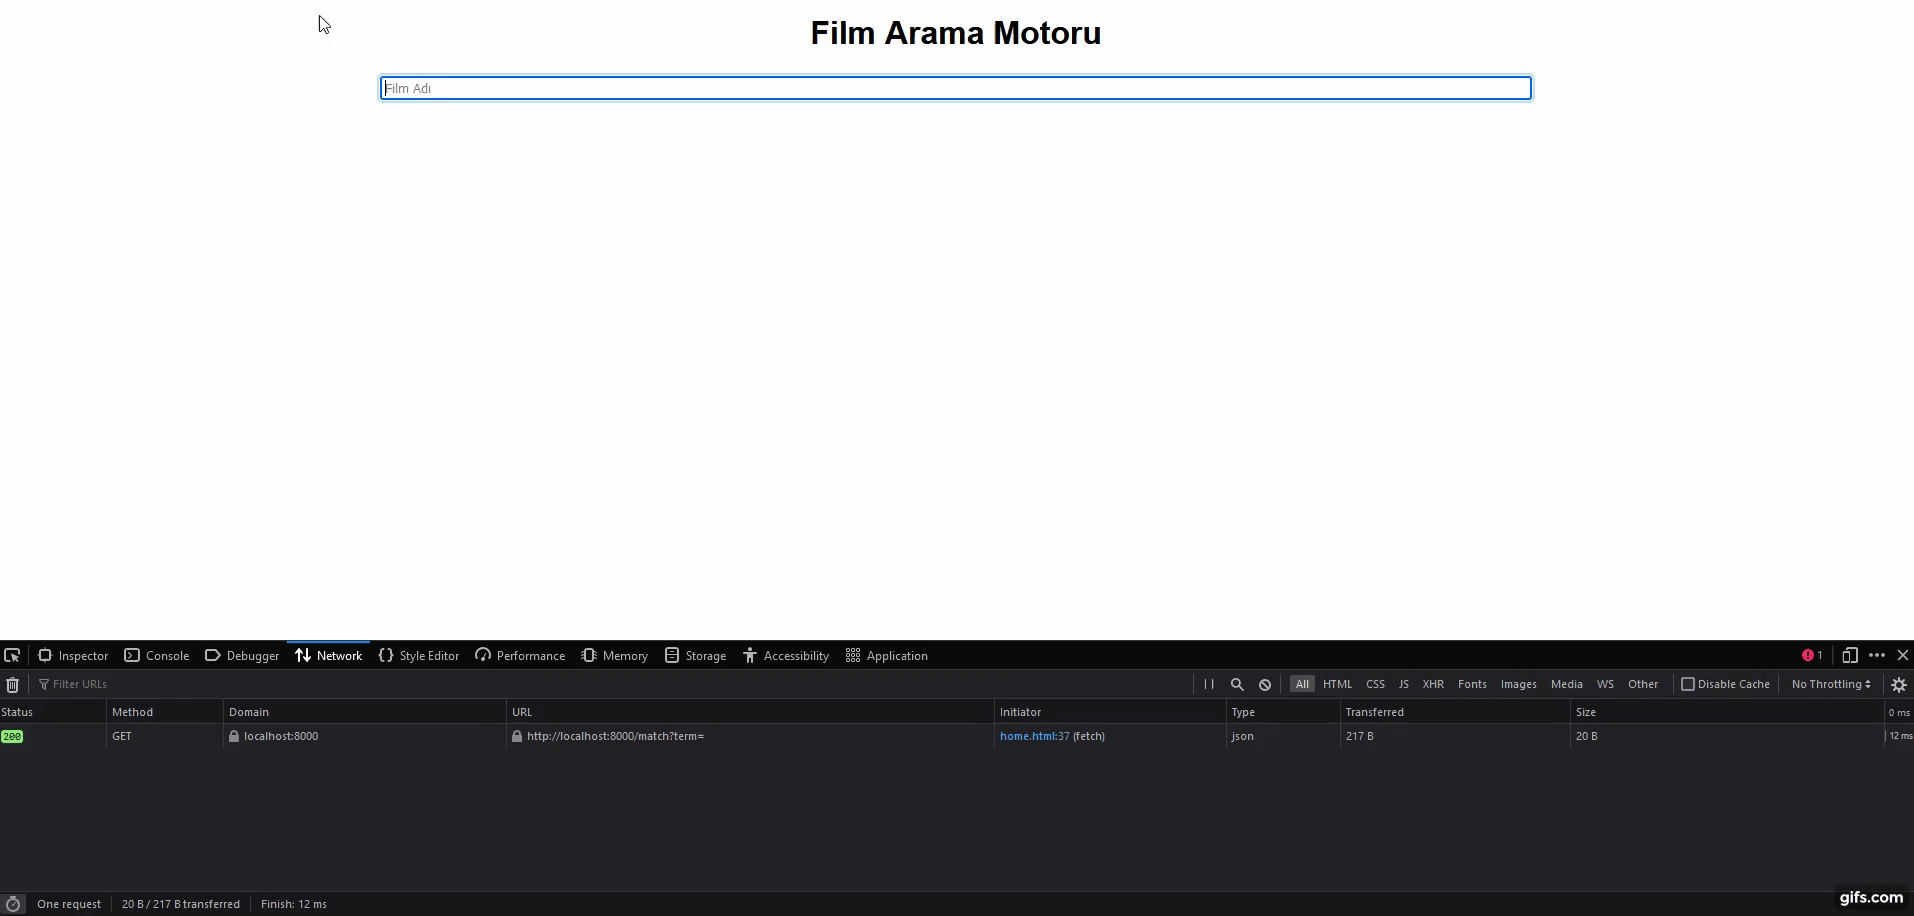 Film Arama Motoru
Film Adı
Inspector Console Debugger Network Style Editor Performance Memory Storage Accessibility Application 1
Filter URLs All HTML CSS JS XHR Fonts Images Media WS Other Disable Cache No Throttling
Status Method Domain URL Initiator Type Transferred Size 0 ms
200 GET localhost:8000 http://localhost:8000/match?term= home.html:37 (fetch) json 217 B 20 B 12 ms
One request 20 B / 217 B transferred Finish: 12 ms
gifs.com